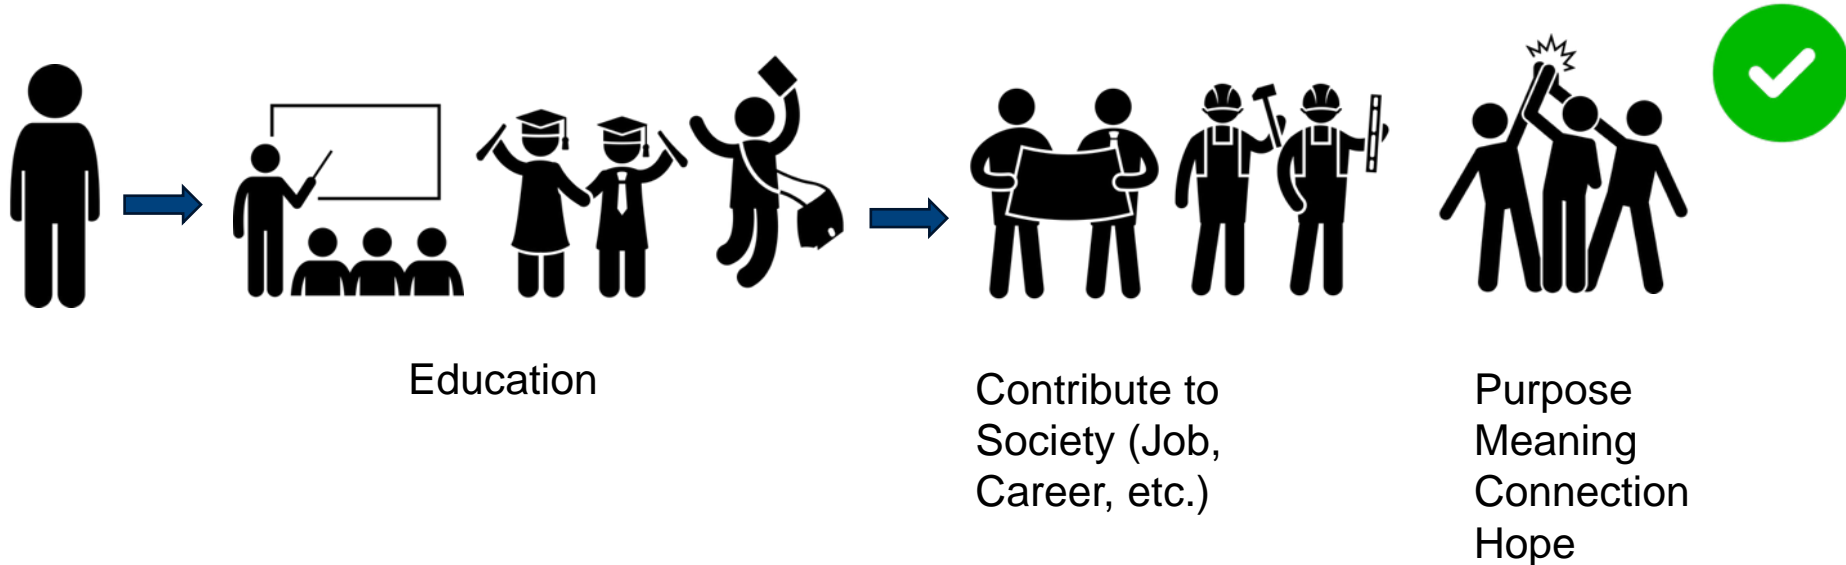 Education
Contribute to
Society (Job,
Career, etc.)
Purpose
Meaning
Connection
Hope